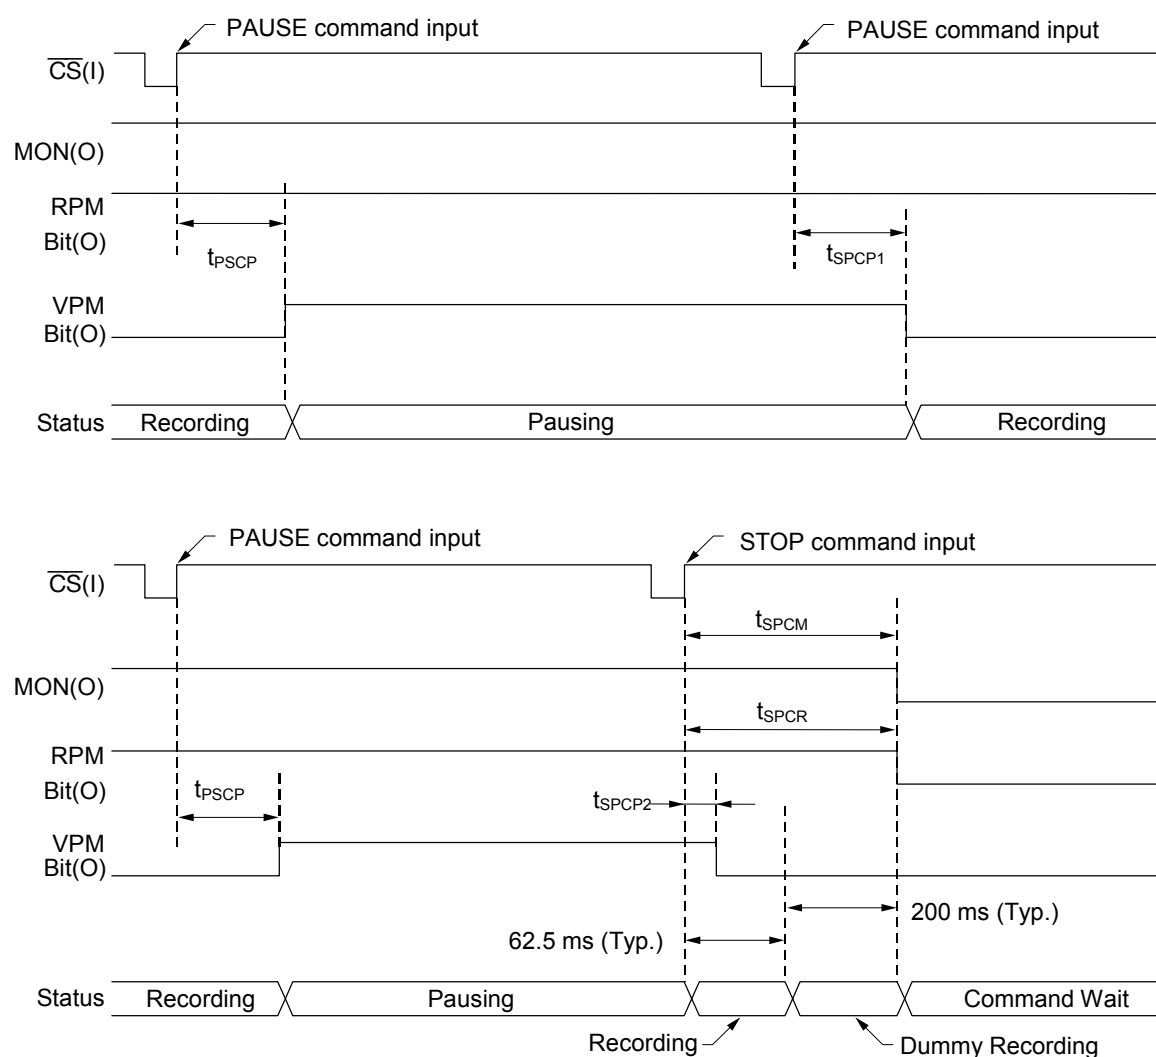 PAUSE command input
PAUSE command input
C̅S̅(I)
MON(O)
RPM
Bit(O)
tPSCP
tSPCP1
VPM
Bit(O)
Status
Recording
Pausing
Recording
PAUSE command input
STOP command input
C̅S̅(I)
tSPCM
MON(O)
tSPCR
RPM
Bit(O)
tPSCP
tSPCP2
VPM
Bit(O)
200 ms (Typ.)
62.5 ms (Typ.)
Status
Recording
Pausing
Command Wait
Recording
Dummy Recording